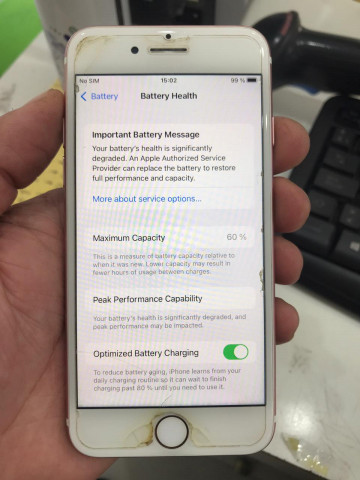 No SIM 15:02 99 %
Battery Battery Health
Important Battery Message
Your battery's health is significantly
degraded. An Apple Authorized Service
Provider can replace the battery to restore
full performance and capacity.
More about service options...
Maximum Capacity 60 %
This is a measure of battery capacity relative to
when it was new. Lower capacity may result in
fewer hours of usage between charges.
Peak Performance Capability
Your battery's health is significantly degraded, and
peak performance may be impacted.
Optimized Battery Charging
To reduce battery aging, iPhone learns from your
daily charging routine so it can wait to finish
charging past 80 % until you need to use it.